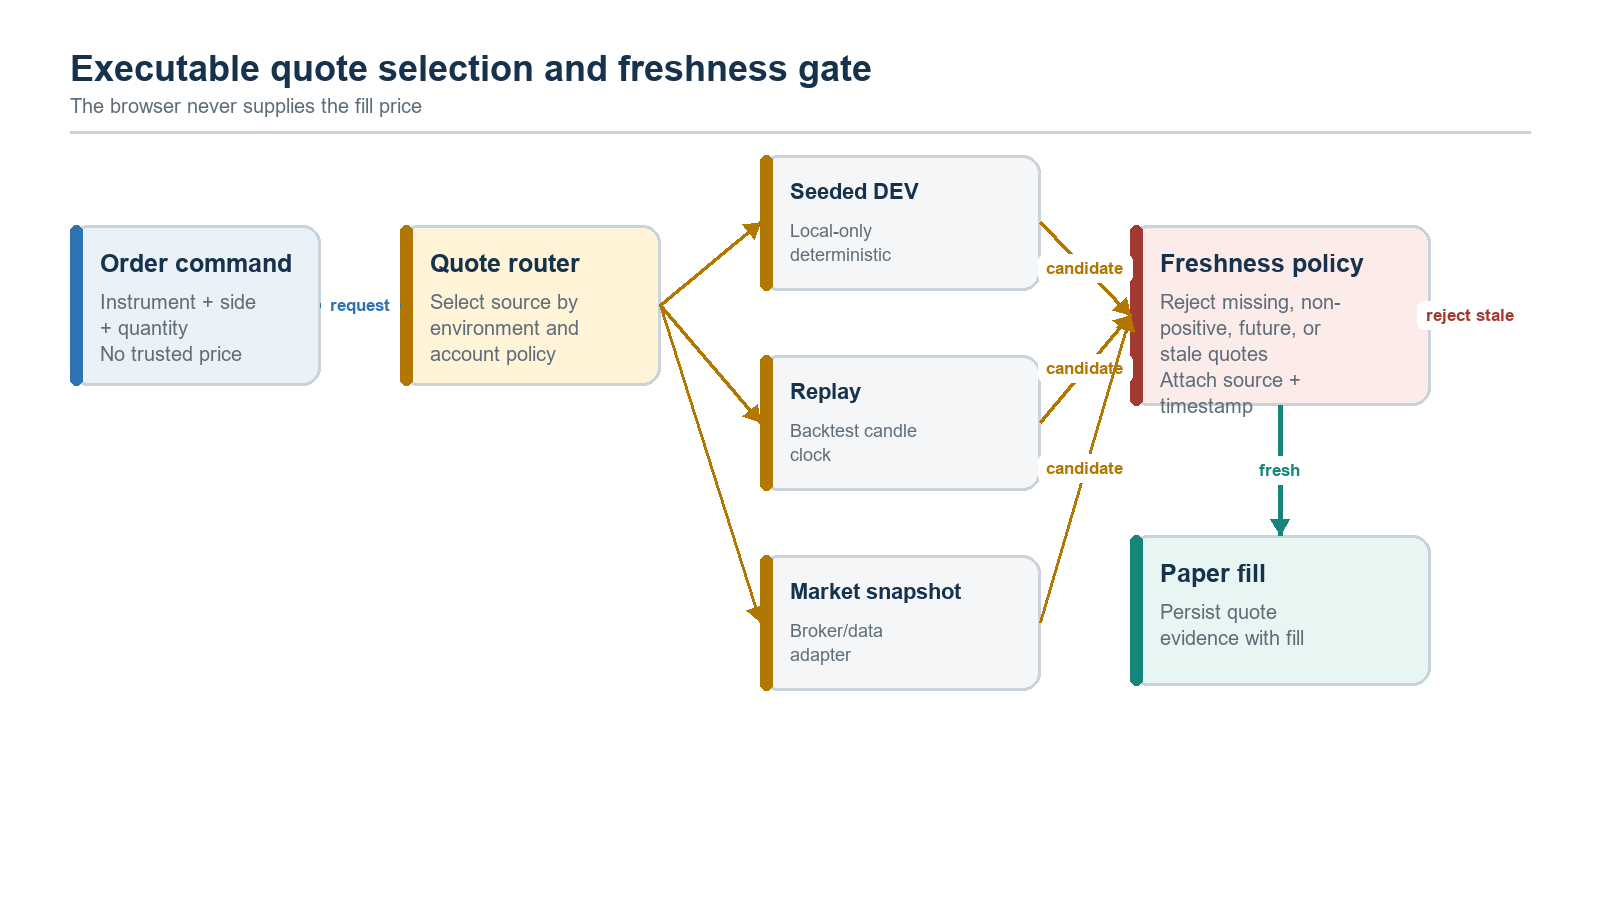 Executable quote selection and freshness gate
The browser never supplies the fill price
Order command
Instrument + side
+ quantity
No trusted price
request
Quote router
Select source by
environment and
account policy
Seeded DEV
Local-only
deterministic
candidate
Replay
Backtest candle
clock
candidate
Market snapshot
Broker/data
adapter
candidate
Freshness policy
Reject missing, non-
positive, future, or
stale quotes
Attach source +
timestamp
reject stale
fresh
Paper fill
Persist quote
evidence with fill